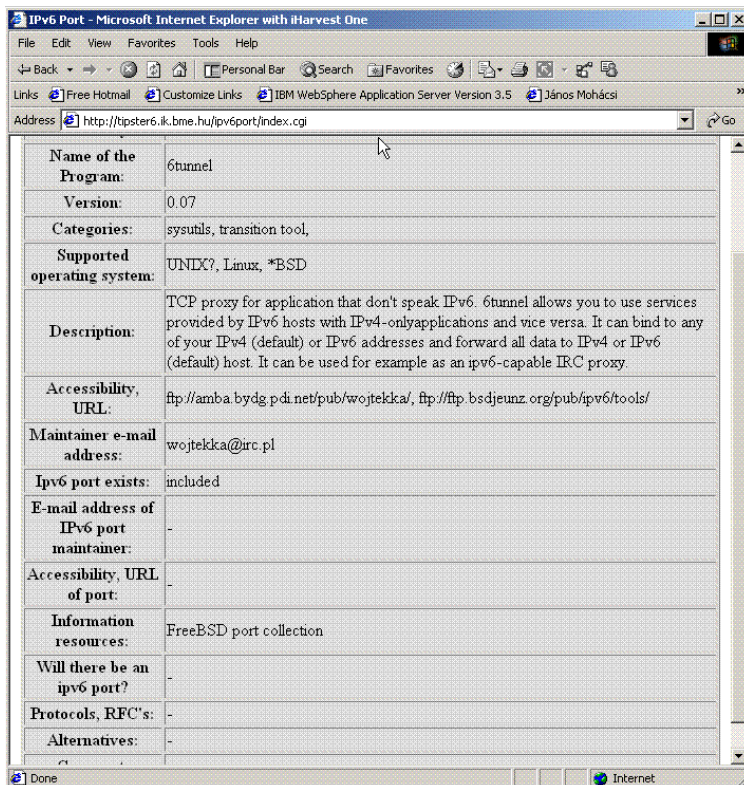 IPv6 Port - Microsoft Internet Explorer with iHarvest One
File Edit View Favorites Tools Help
Back Personal Bar Search Favorites
Links Free Hotmail Customize Links IBM WebSphere Application Server Version 3.5 János Mohácsi »
Address http://tipster6.ik.bme.hu/ipv6port/index.cgi Go
Name of the
Program:
6tunnel
Version: 0.07
Categories: sysutils, transition tool,
Supported
operating system:
UNIX?, Linux, *BSD
Description:
TCP proxy for application that don't speak IPv6. 6tunnel allows you to use services
provided by IPv6 hosts with IPv4-onlyapplications and vice versa. It can bind to any
of your IPv4 (default) or IPv6 addresses and forward all data to IPv4 or IPv6
(default) host. It can be used for example as an ipv6-capable IRC proxy.
Accessibility,
URL:
ftp://amba.bydg.pdi.net/pub/wojtekka/, ftp://ftp.bsdjeunz.org/pub/ipv6/tools/
Maintainer e-mail
address:
wojtekka@irc.pl
Ipv6 port exists: included
E-mail address of
IPv6 port
maintainer:
-
Accessibility, URL
of port:
-
Information
resources:
FreeBSD port collection
Will there be an
ipv6 port?
-
Protocols, RFC's: -
Alternatives: -
Done Internet